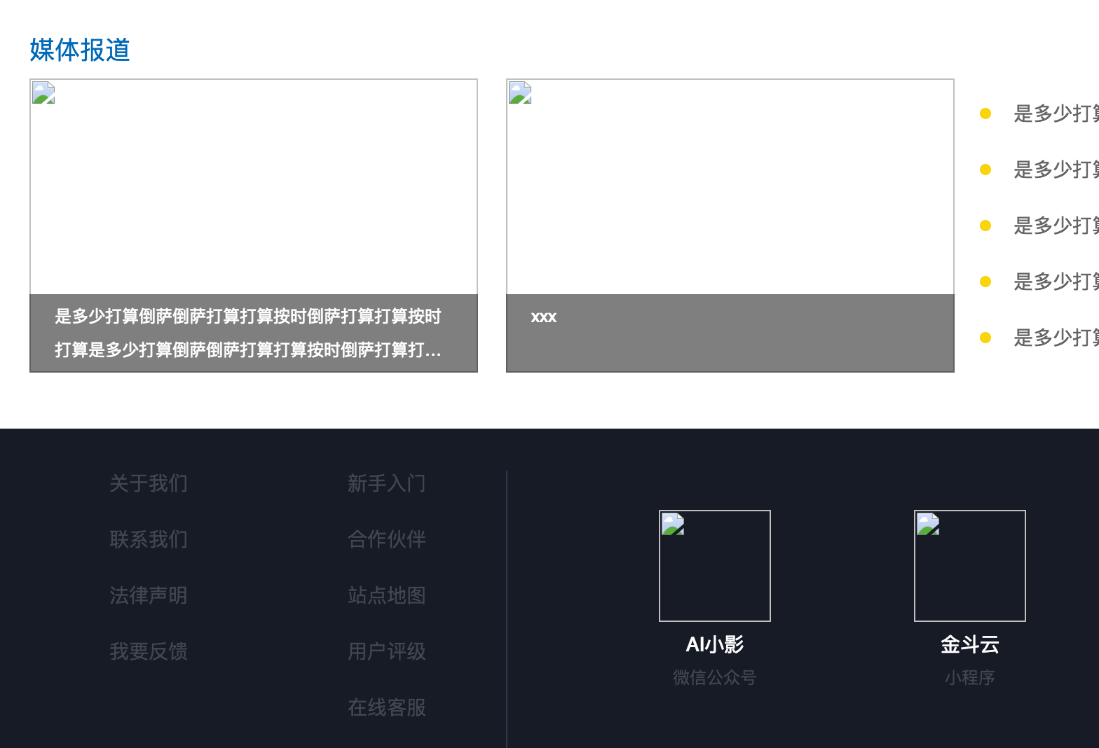 媒体报道
是多少打算倒萨倒萨打算打算按时倒萨打算打算按时
打算是多少打算倒萨倒萨打算打算按时倒萨打算打...
xxx
是多少打
是多少打
是多少打
是多少打
是多少打
关于我们
联系我们
法律声明
我要反馈
新手入门
合作伙伴
站点地图
用户评级
在线客服
AI小影
微信公众号
金斗云
小程序